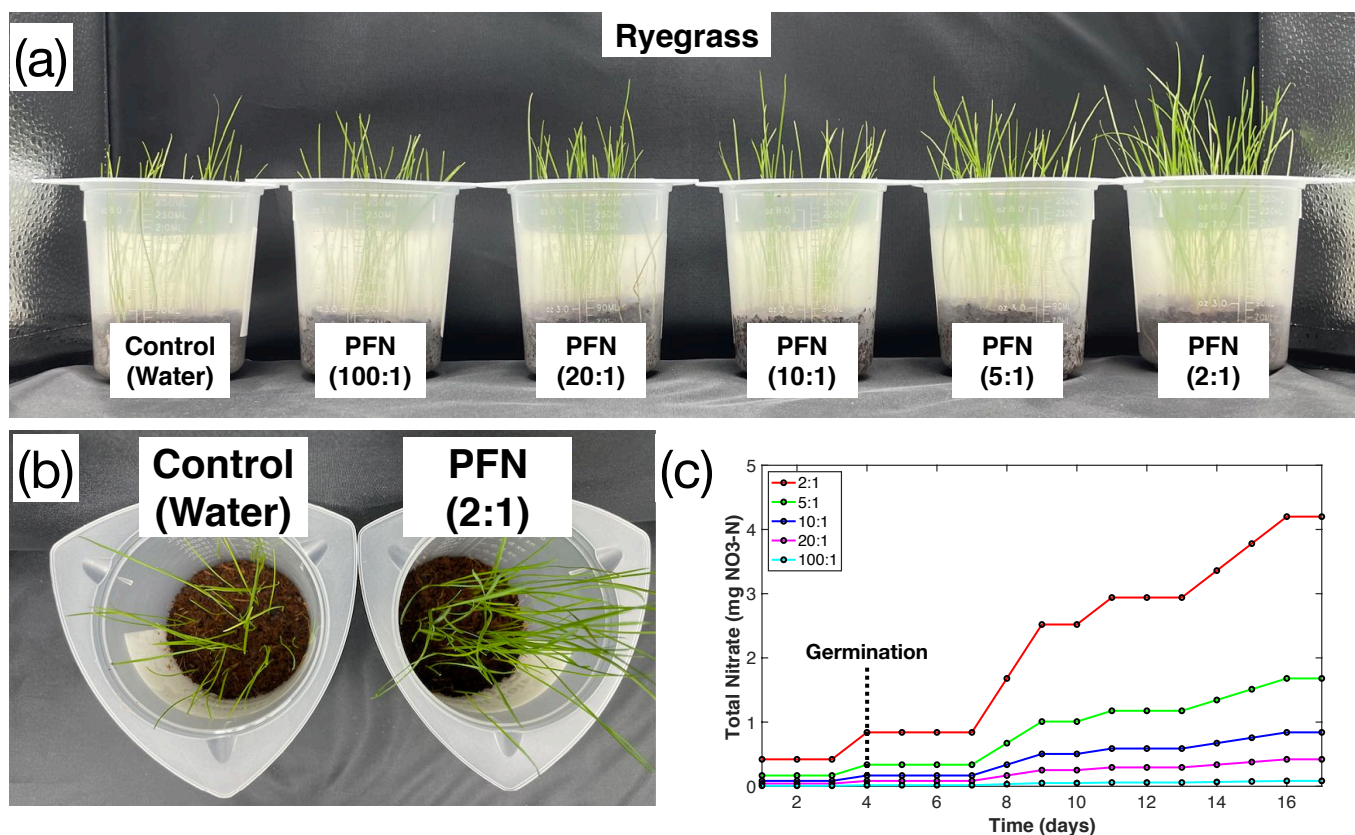 (a)
Ryegrass
Control
(Water)
PFN
(100:1)
PFN
(20:1)
PFN
(10:1)
PFN
(5:1)
PFN
(2:1)
(b)
Control
(Water)
PFN
(2:1)
(c)
Total Nitrate (mg NO3-N)
5
4
3
2
1
0
2:1
5:1
10:1
20:1
100:1
Germination
2 4 6 8 10 12 14 16
Time (days)